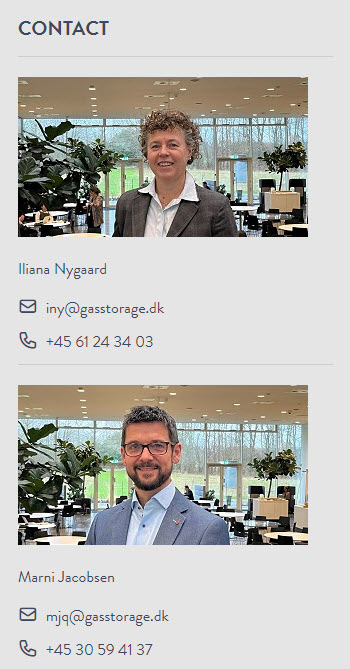 CONTACT
Iliana Nygaard
iny@gasstorage.dk
+45 61 24 34 03
Marni Jacobsen
mjq@gasstorage.dk
+45 30 59 41 37